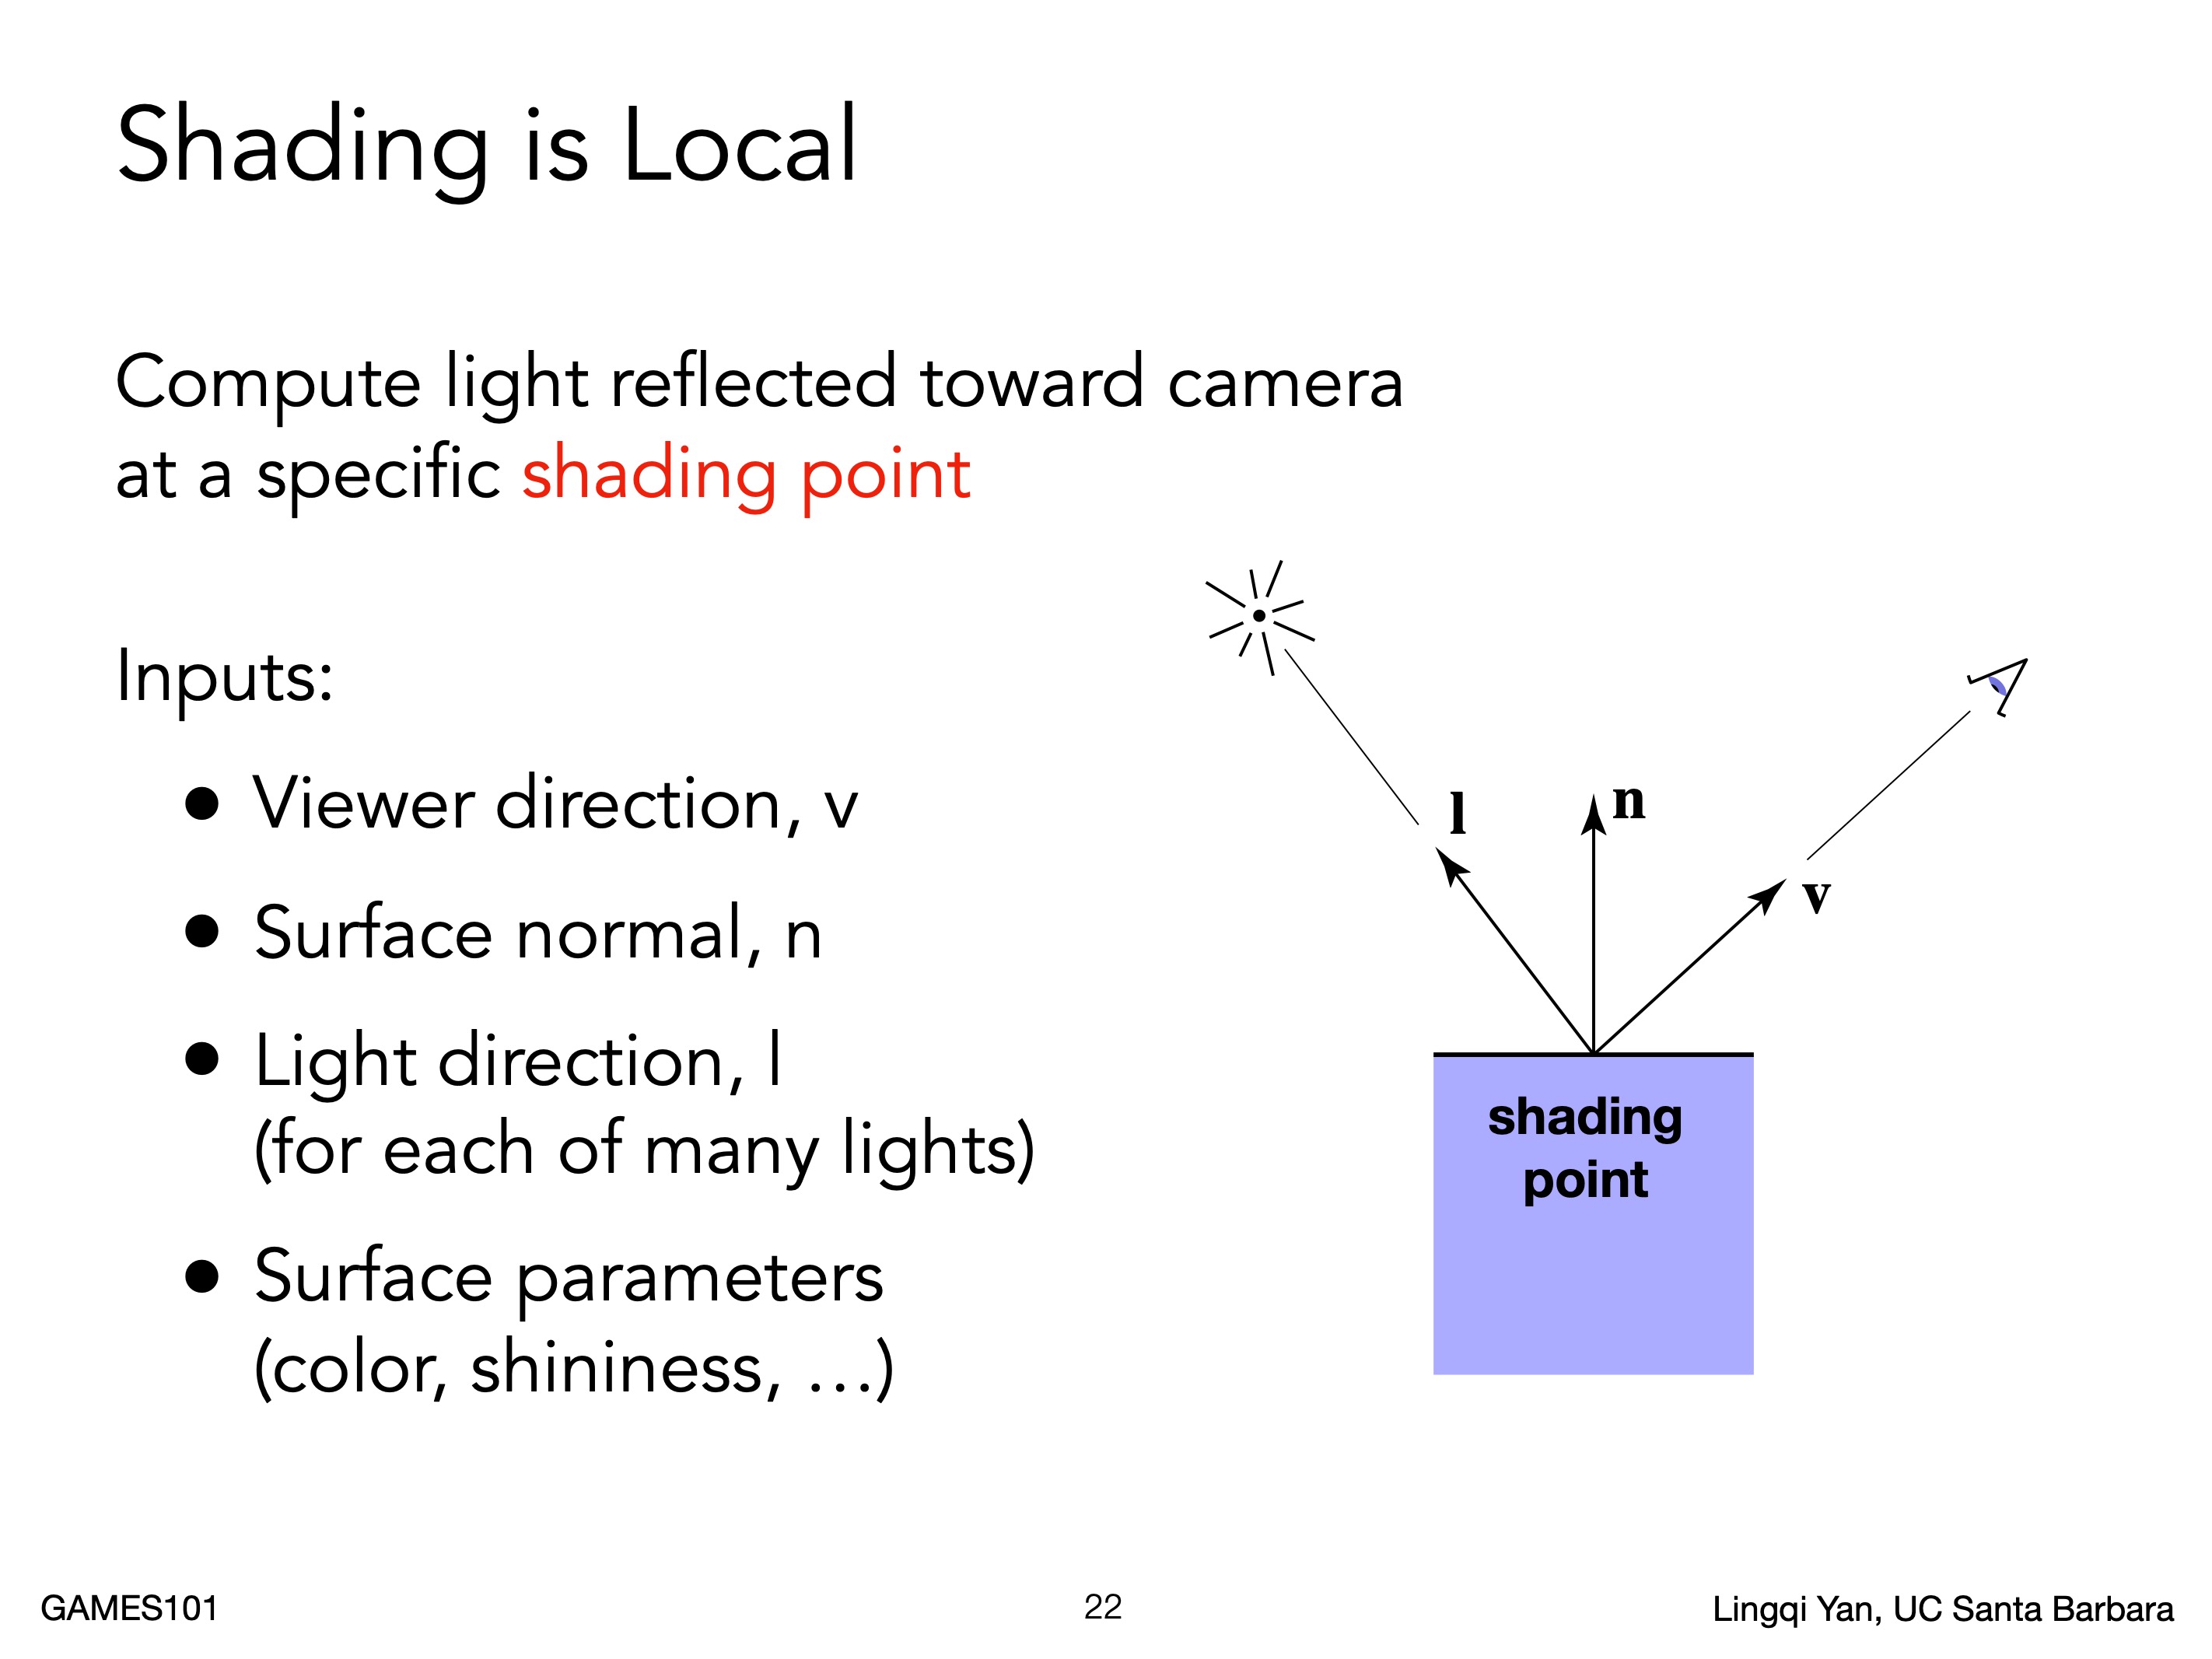 Shading is Local
Compute light reflected toward camera
at a specific shading point
Inputs:
• Viewer direction, v
• Surface normal, n
• Light direction, l
(for each of many lights)
• Surface parameters
(color, shininess, …)
l
n
v
shading
point
GAMES101
22
Lingqi Yan, UC Santa Barbara